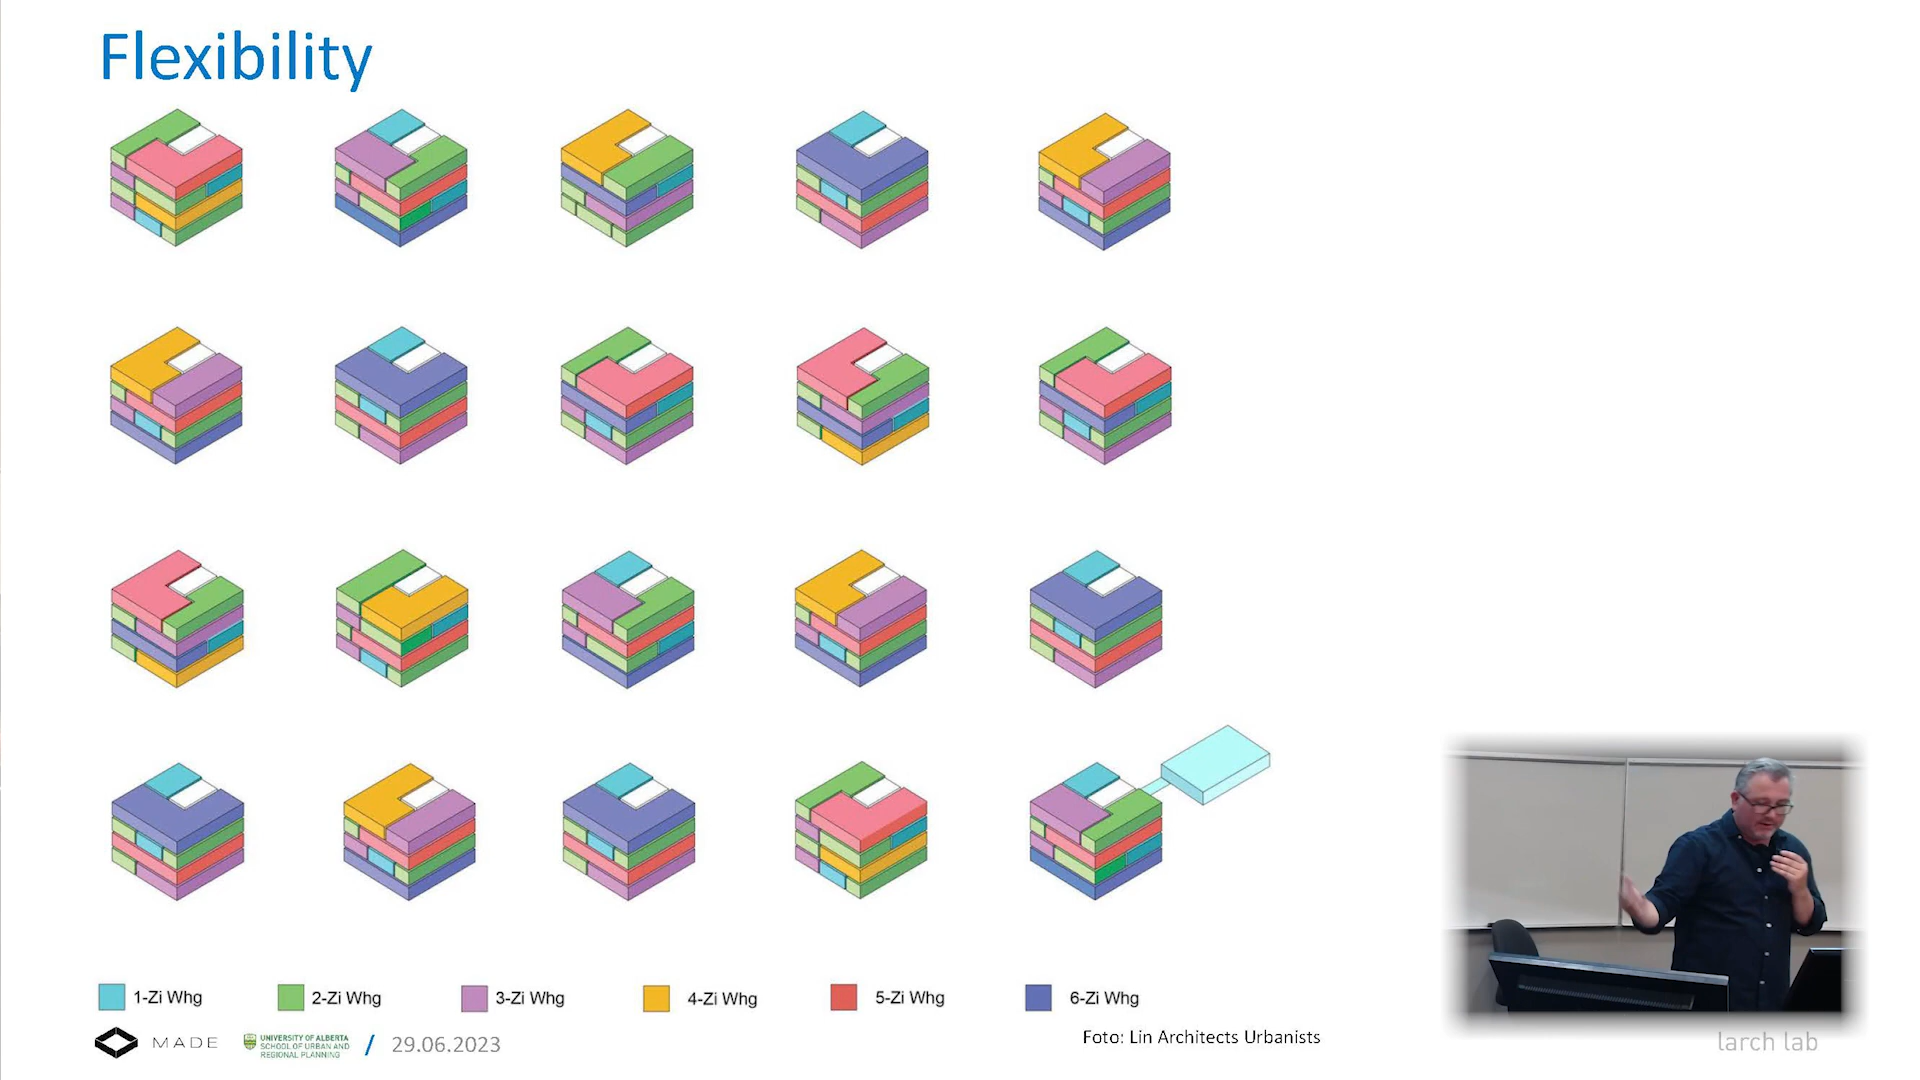 Flexibility
1-Zi Whg
2-Zi Whg
3-Zi Whg
4-Zi Whg
5-Zi Whg
6-Zi Whg
MADE
UNIVERSITY OF ALBERTA
SCHOOL OF URBAN AND
REGIONAL PLANNING
/ 29.06.2023
Foto: Lin Architects Urbanists
larch lab